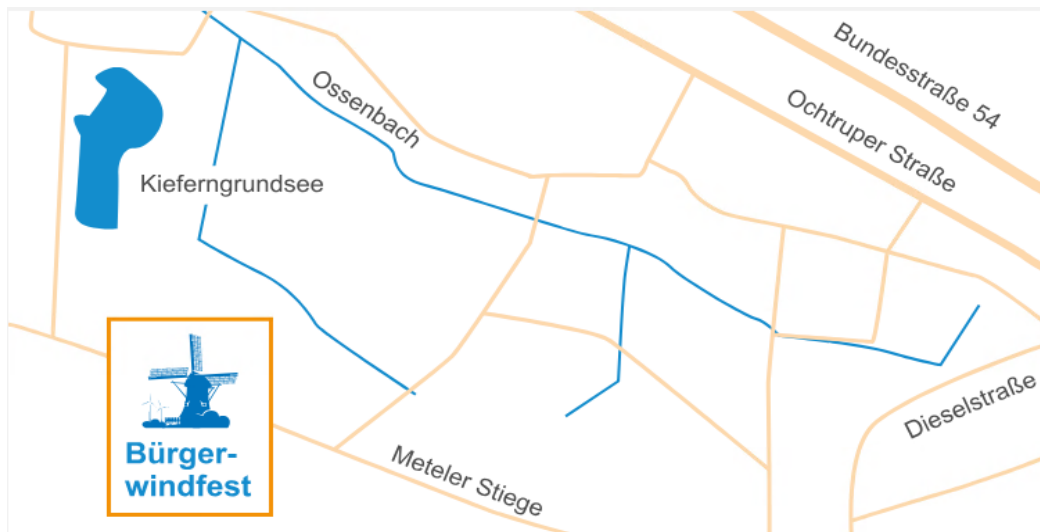 Bundesstraße 54
Ochtruper Straße
Ossenbach
Kieferngrundsee
Dieselstraße
Bürger-
windfest
Meteler Stiege